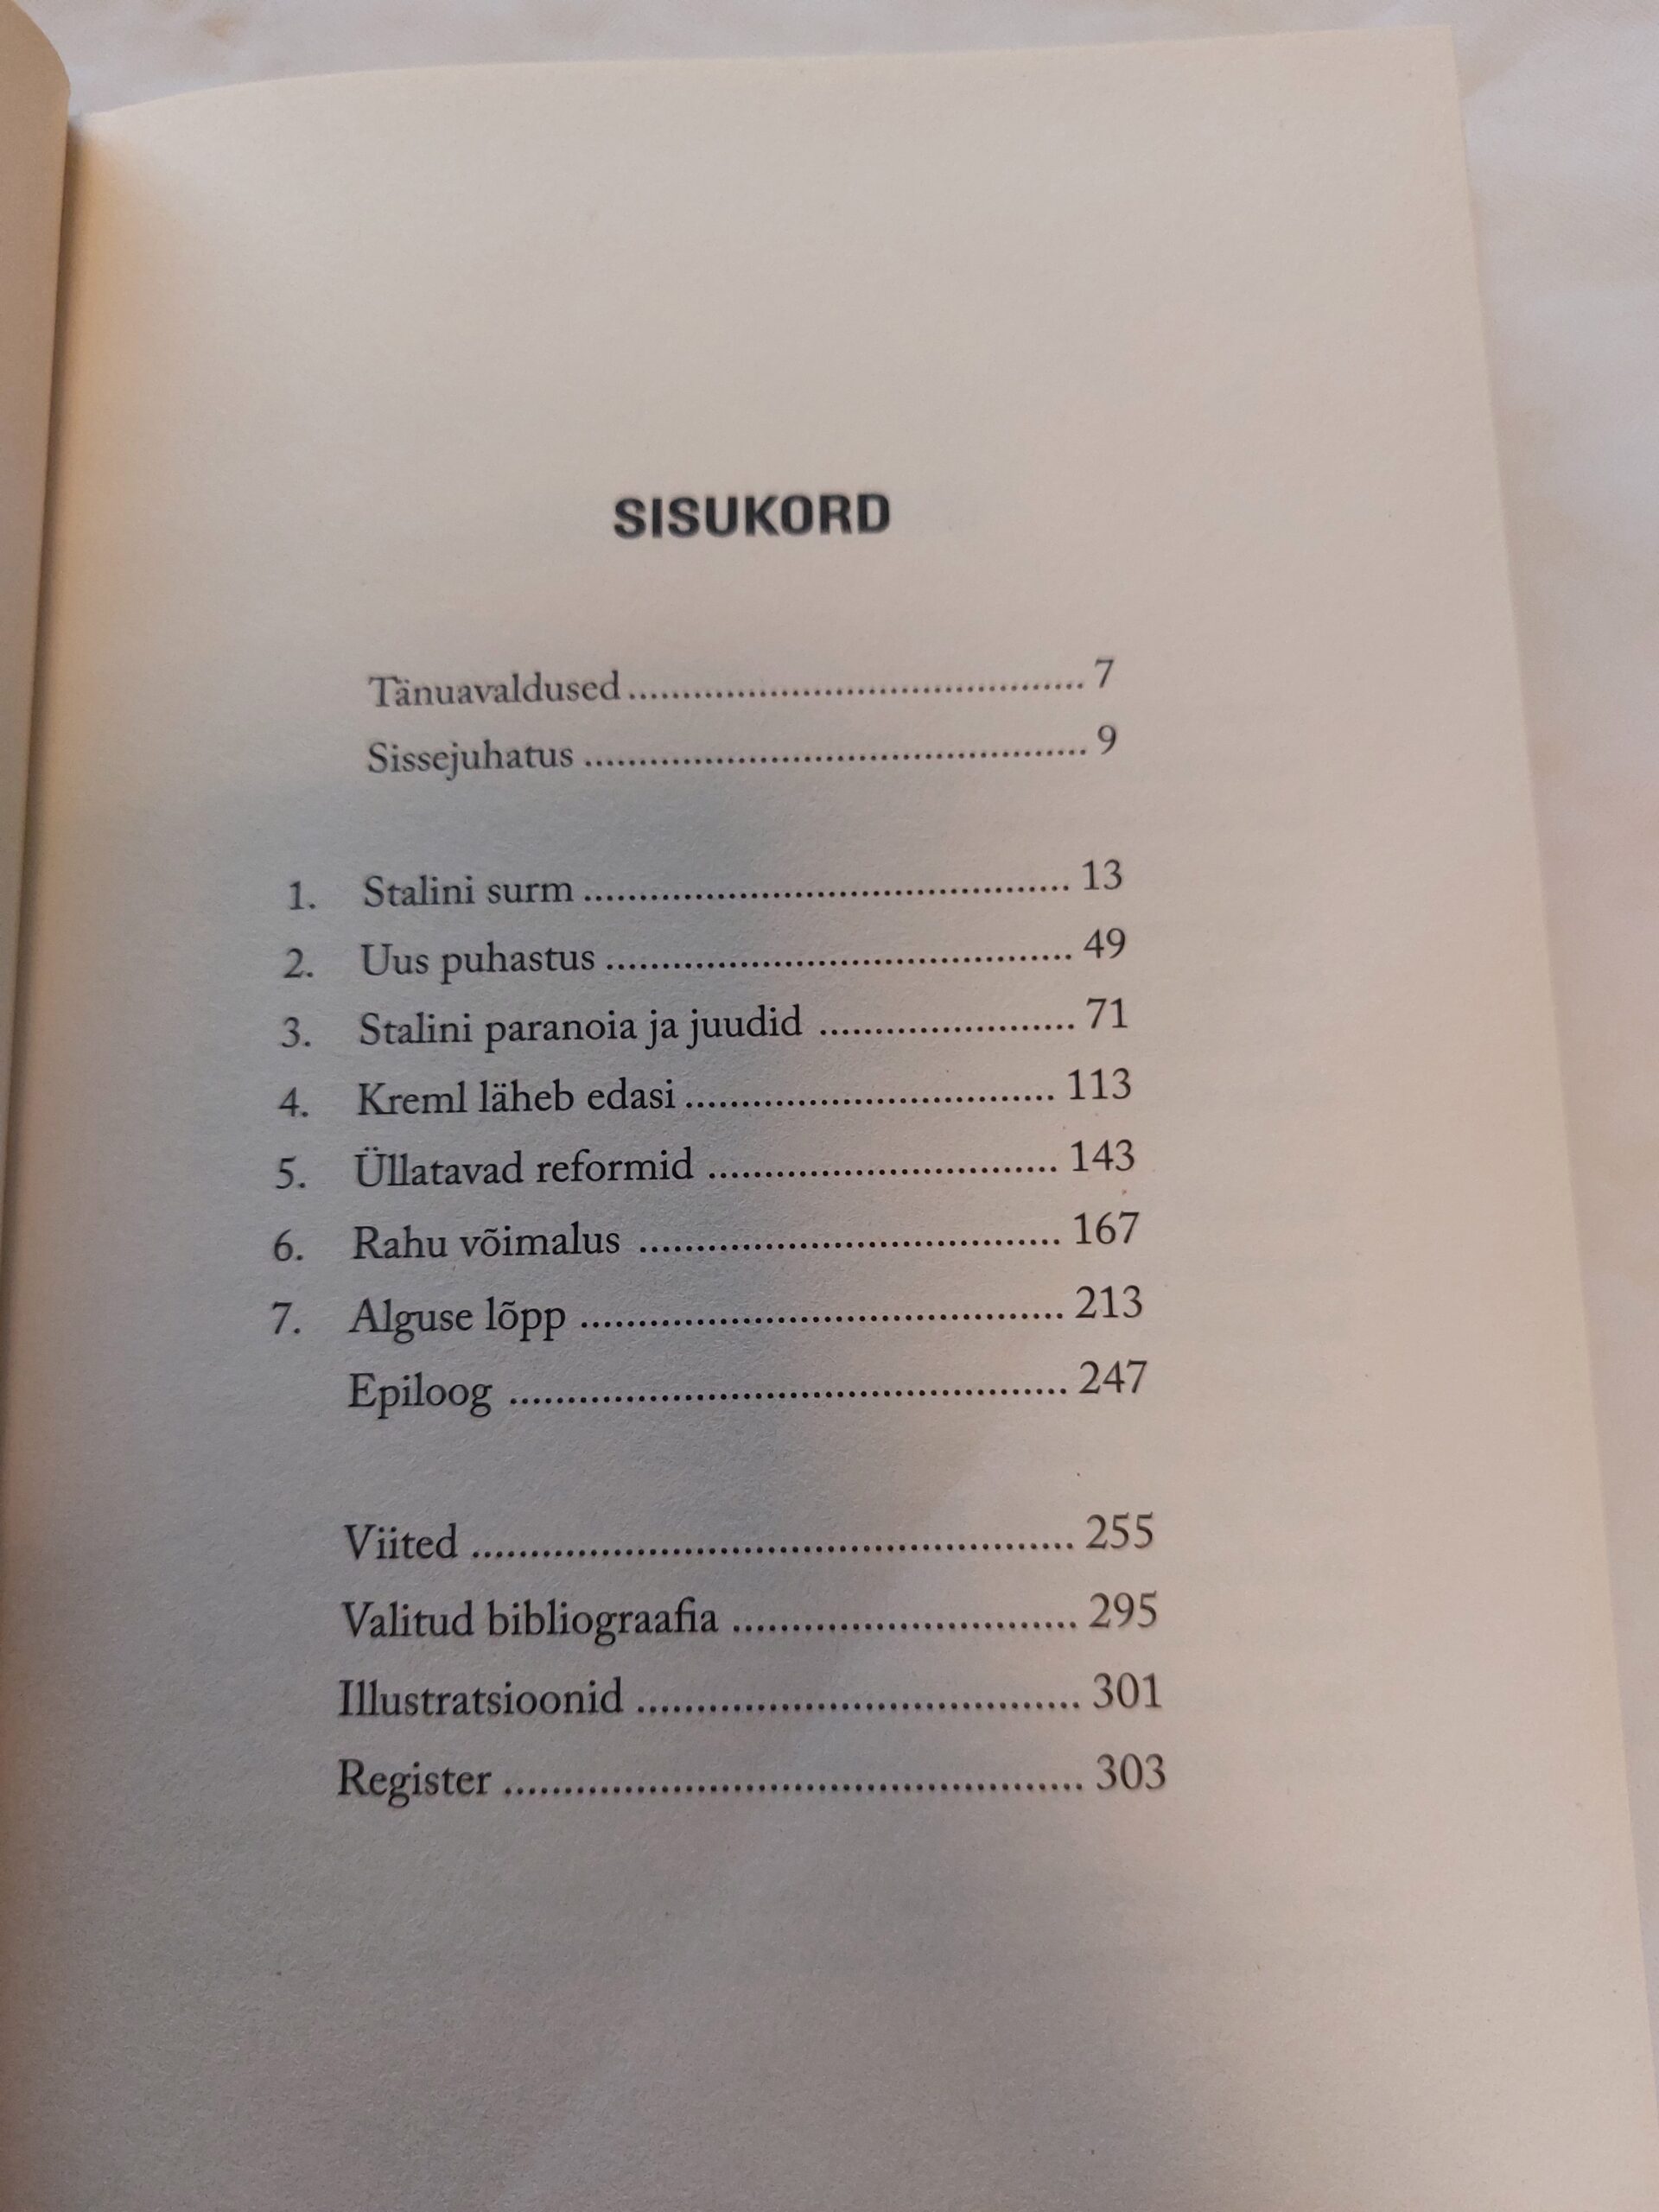 SISUKORD
Tänuavaldused ........................................... 7
Sissejuhatus ............................................... 9
1. Stalini surm ............................................. 13
2. Uus puhastus ........................................... 49
3. Stalini paranoia ja juudid ....................... 71
4. Kreml läheb edasi ................................... 113
5. Üllatavad reformid ................................ 143
6. Rahu võimalus ....................................... 167
7. Alguse lõpp ............................................ 213
Epiloog .................................................... 247
Viited ...................................................... 255
Valitud bibliograafia .............................. 295
Illustratsioonid ....................................... 301
Register ................................................... 303